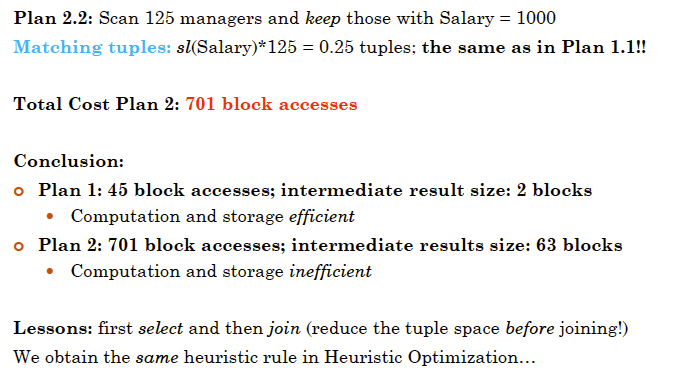 Plan 2.2: Scan 125 managers and keep those with Salary = 1000
Matching tuples: sl(Salary)*125 = 0.25 tuples; the same as in Plan 1.1!!
Total Cost Plan 2: 701 block accesses
Conclusion:
Plan 1: 45 block accesses; intermediate result size: 2 blocks
• Computation and storage efficient
Plan 2: 701 block accesses; intermediate results size: 63 blocks
• Computation and storage inefficient
Lessons: first select and then join (reduce the tuple space before joining!)
We obtain the same heuristic rule in Heuristic Optimization…